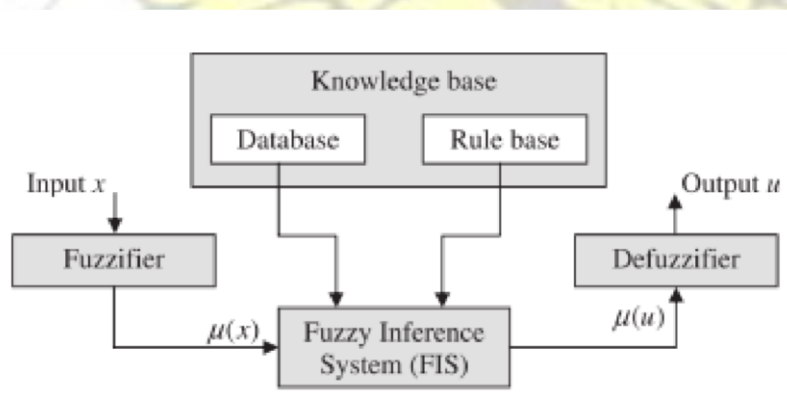 Knowledge base
Database
Rule base
Input x
Output u
Fuzzifier
Defuzzifier
μ(x)
Fuzzy Inference
System (FIS)
μ(u)